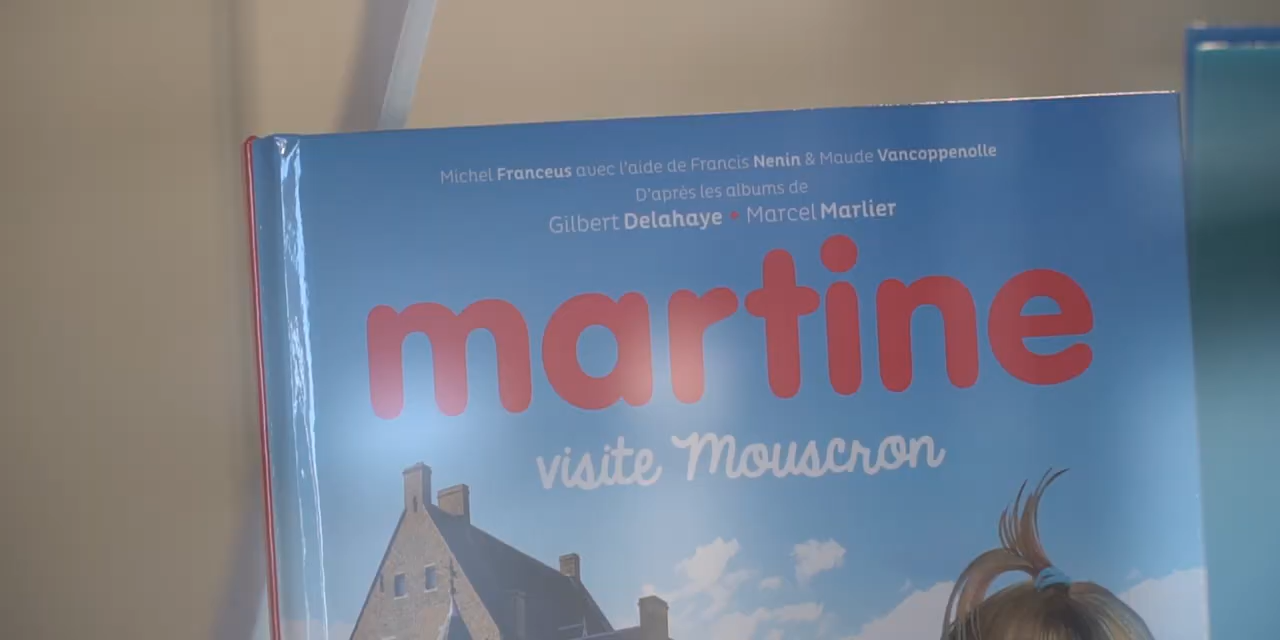 Michel Franceus avec l'aide de Francis Nenin & Maude Vancoppenolle
D'après les albums de
Gilbert Delahaye • Marcel Marlier
martine
visite Mouscron